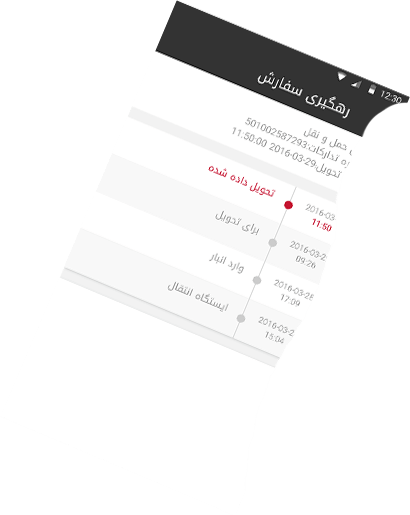 12:30
رهگیری سفارش
حمل و نقل
تدارکات:501002587293
تحویل:29-03-2016 11:50:00
تحویل داده شده
2016-03
11:50
برای تحویل
2016-03-2
09:26
وارد انبار
2016-03-28
17:09
ایستگاه انتقال
2016-03-2
15:04